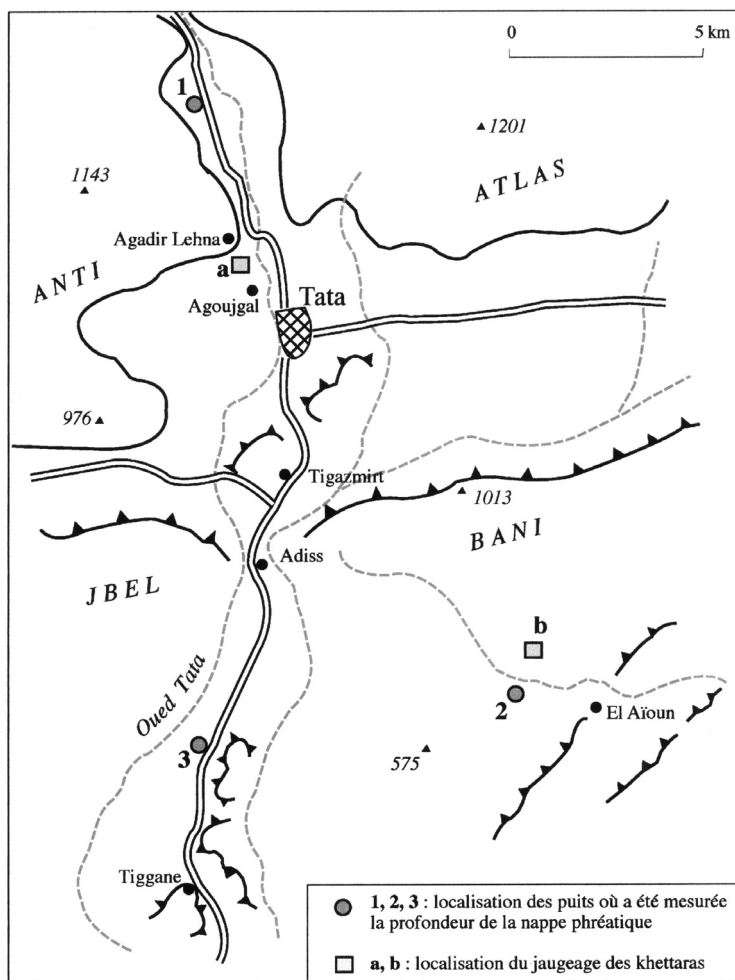 0 5 km
1
1201
1143
ATLAS
Agadir Lehna
a
ANTI
Agoujgal
Tata
976
Tigazmirt
1013
BANI
Adiss
JBEL
b
Oued Tata
2
El Aïoun
3
575
Tiggane
1, 2, 3 : localisation des puits où a été mesurée
la profondeur de la nappe phréatique
a, b : localisation du jaugeage des khettaras